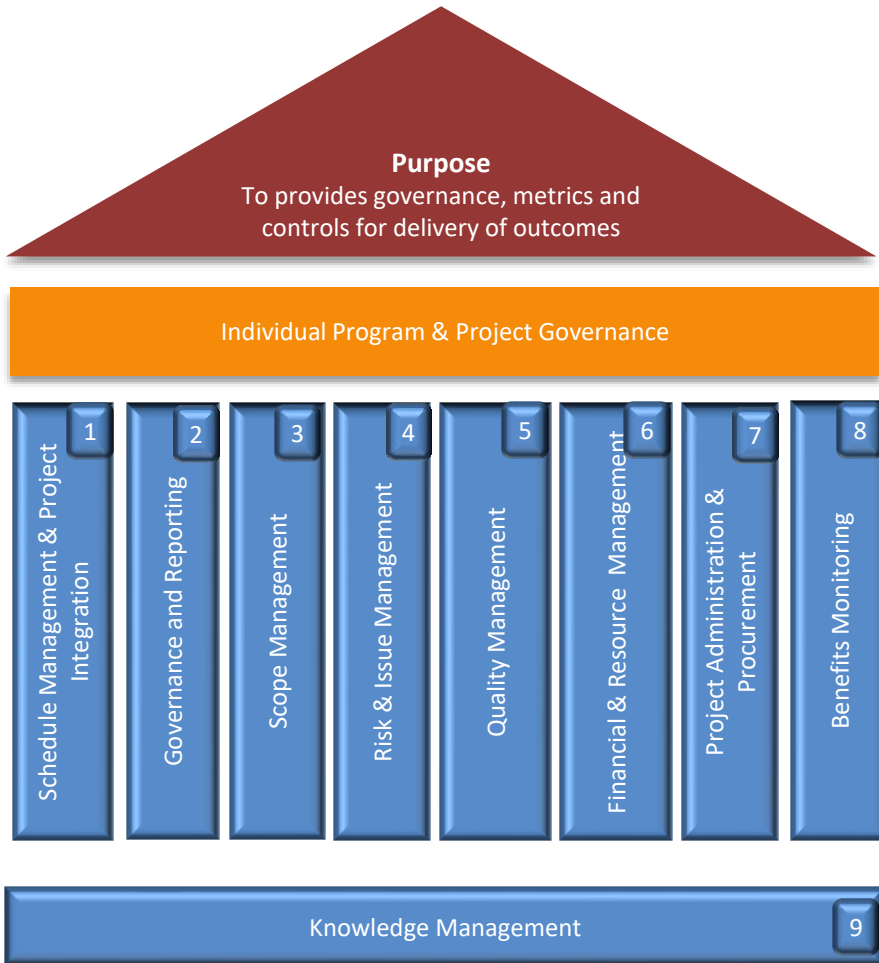 Purpose
To provides governance, metrics and
controls for delivery of outcomes
Individual Program & Project Governance
1
Schedule Management & Project
Integration
2
Governance and Reporting
3
Scope Management
4
Risk & Issue Management
5
Quality Management
6
Financial & Resource Management
7
Project Administration &
Procurement
8
Benefits Monitoring
Knowledge Management
9